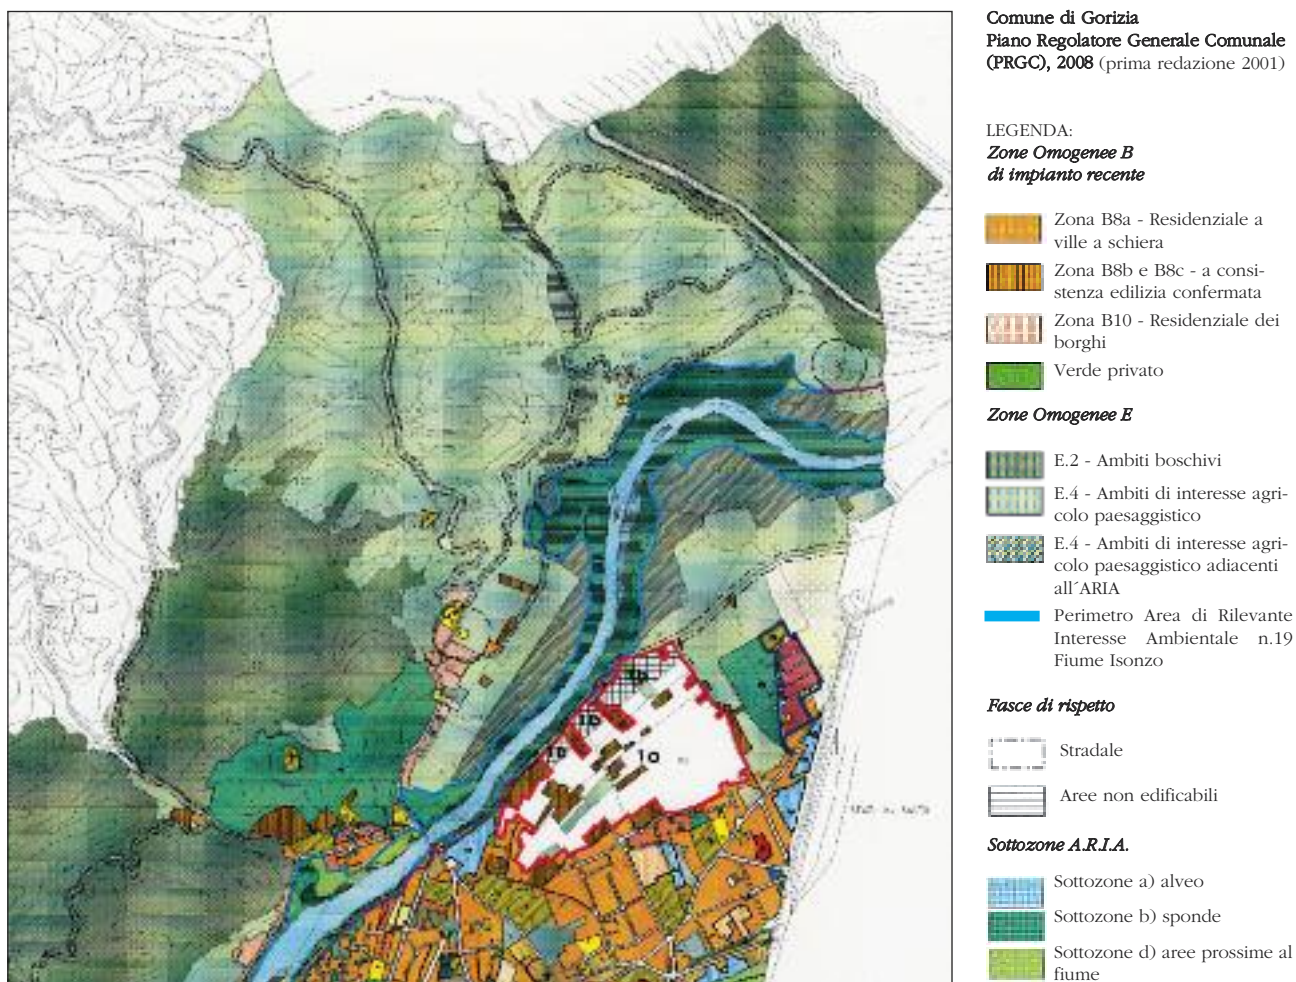 Comune di Gorizia
Piano Regolatore Generale Comunale
(PRGC), 2008 (prima redazione 2001)
LEGENDA:
Zone Omogenee B
di impianto recente
Zona B8a - Residenziale a
ville a schiera
Zona B8b e B8c - a consi-
stenza edilizia confermata
Zona B10 - Residenziale dei
borghi
Verde privato
Zone Omogenee E
E.2 - Ambiti boschivi
E.4 - Ambiti di interesse agri-
colo paesaggistico
E.4 - Ambiti di interesse agri-
colo paesaggistico adiacenti
all´ARIA
Perimetro Area di Rilevante
Interesse Ambientale n.19
Fiume Isonzo
Fasce di rispetto
Stradale
Aree non edificabili
Sottozone A.R.I.A.
Sottozone a) alveo
Sottozone b) sponde
Sottozone d) aree prossime al
fiume
1b
1b
1b
1a